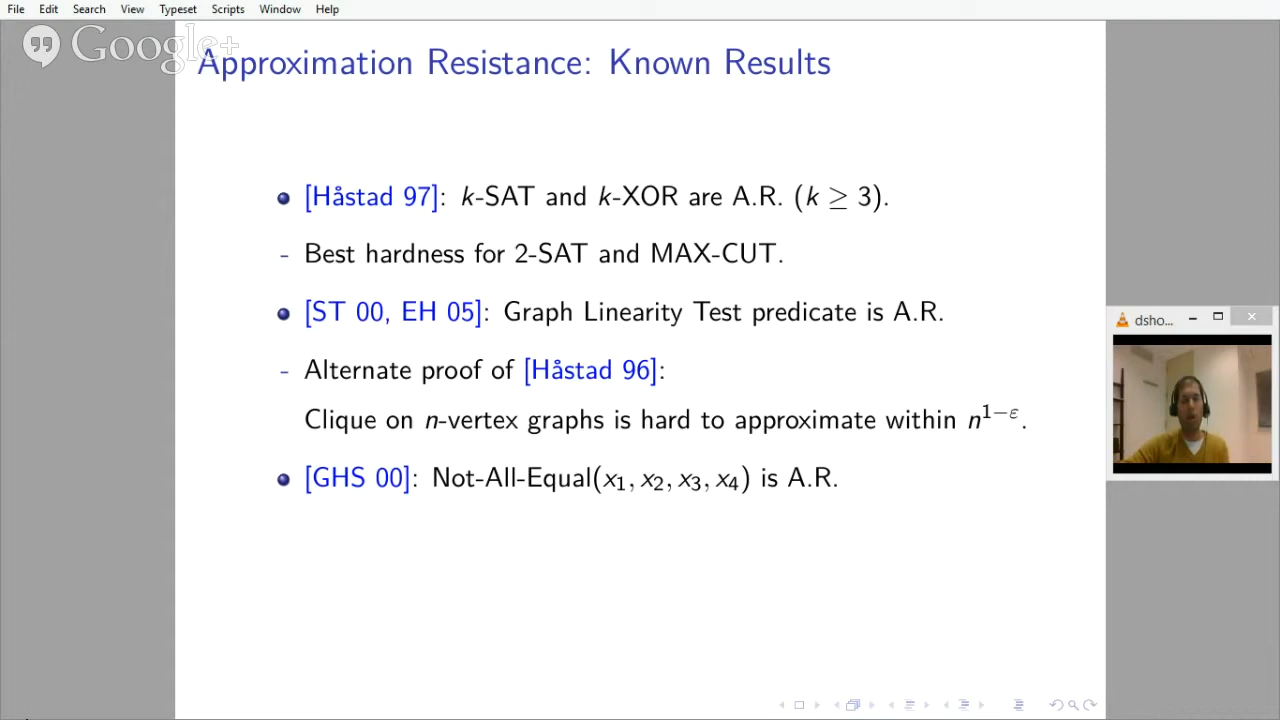 File Edit Search View Typeset Scripts Window Help
Google+
Approximation Resistance: Known Results
[Håstad 97]: k-SAT and k-XOR are A.R. (k ≥ 3).
- Best hardness for 2-SAT and MAX-CUT.
[ST 00, EH 05]: Graph Linearity Test predicate is A.R.
dsho...
- Alternate proof of [Håstad 96]:
Clique on n-vertex graphs is hard to approximate within n^{1−ε}.
[GHS 00]: Not-All-Equal(x₁, x₂, x₃, x₄) is A.R.